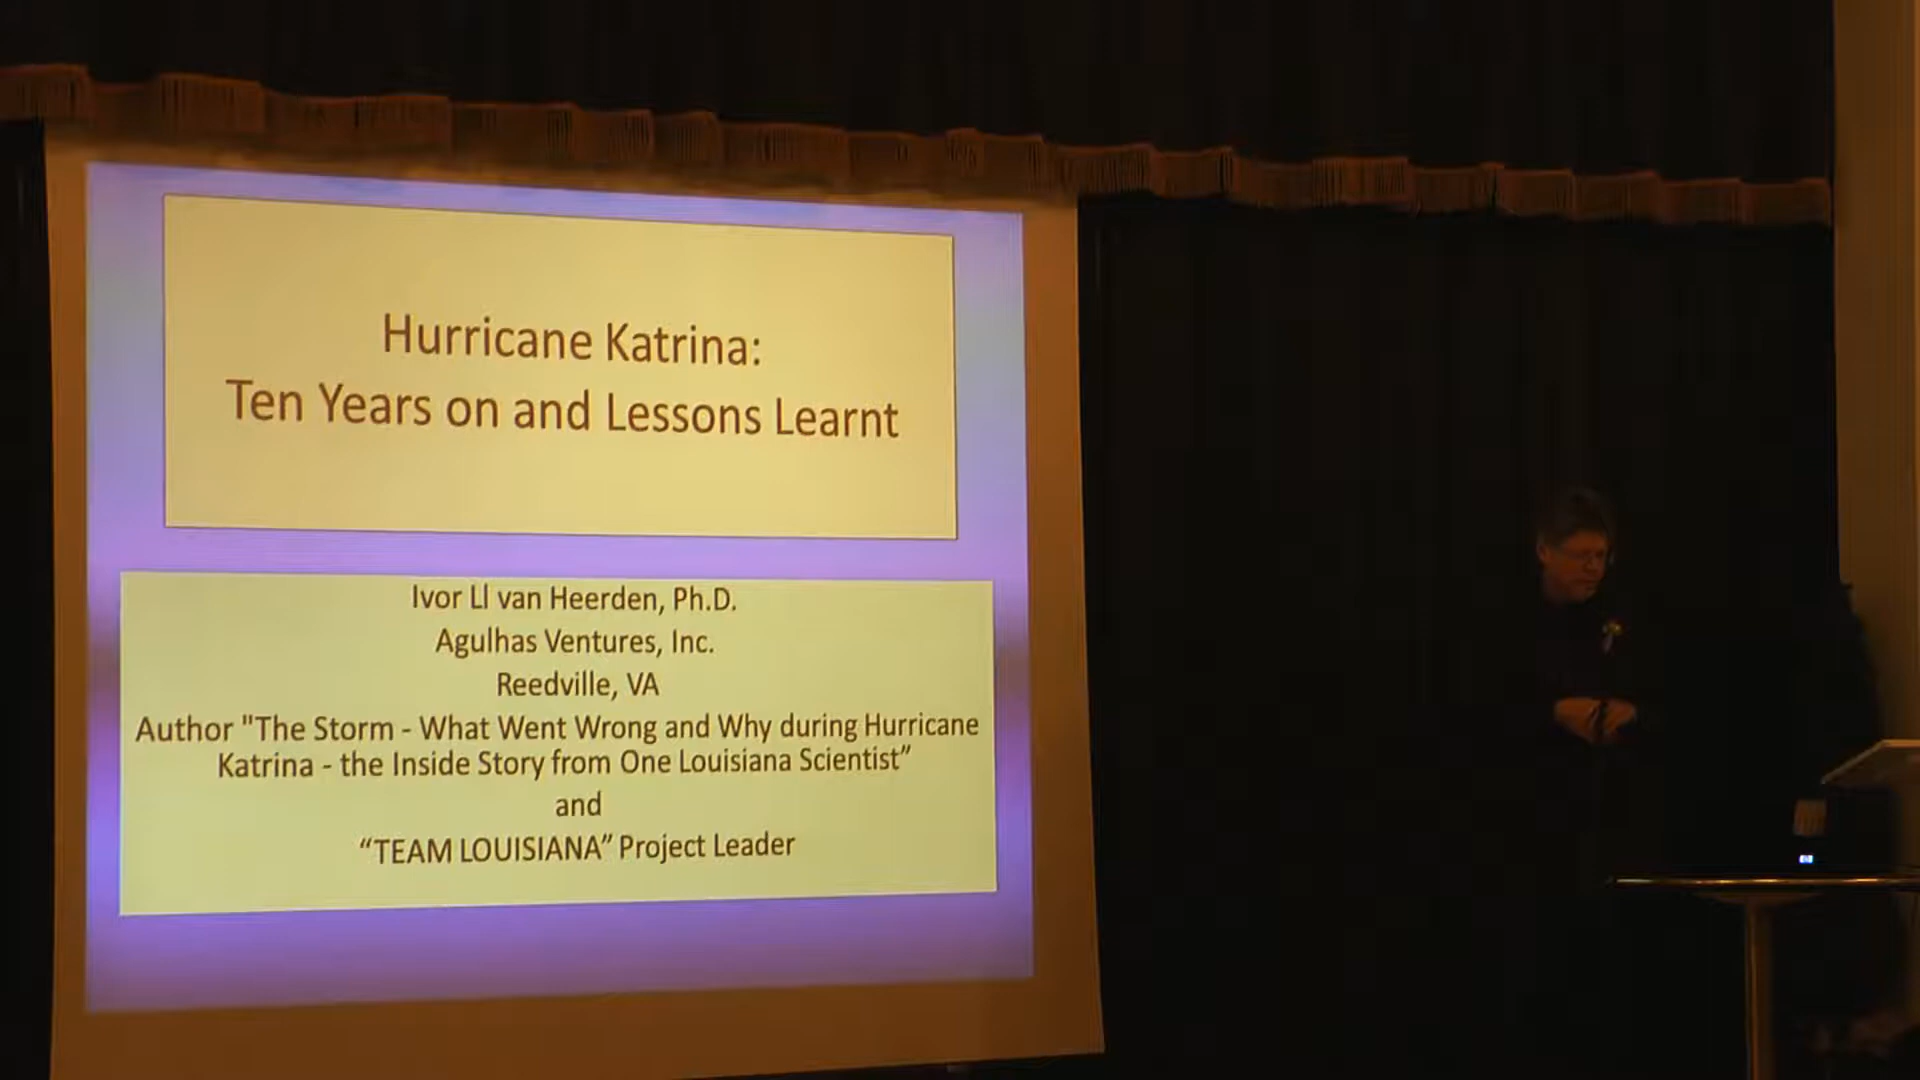 Hurricane Katrina:
Ten Years on and Lessons Learnt
Ivor Ll van Heerden, Ph.D.
Agulhas Ventures, Inc.
Reedville, VA
Author "The Storm - What Went Wrong and Why during Hurricane
Katrina - the Inside Story from One Louisiana Scientist”
and
“TEAM LOUISIANA” Project Leader